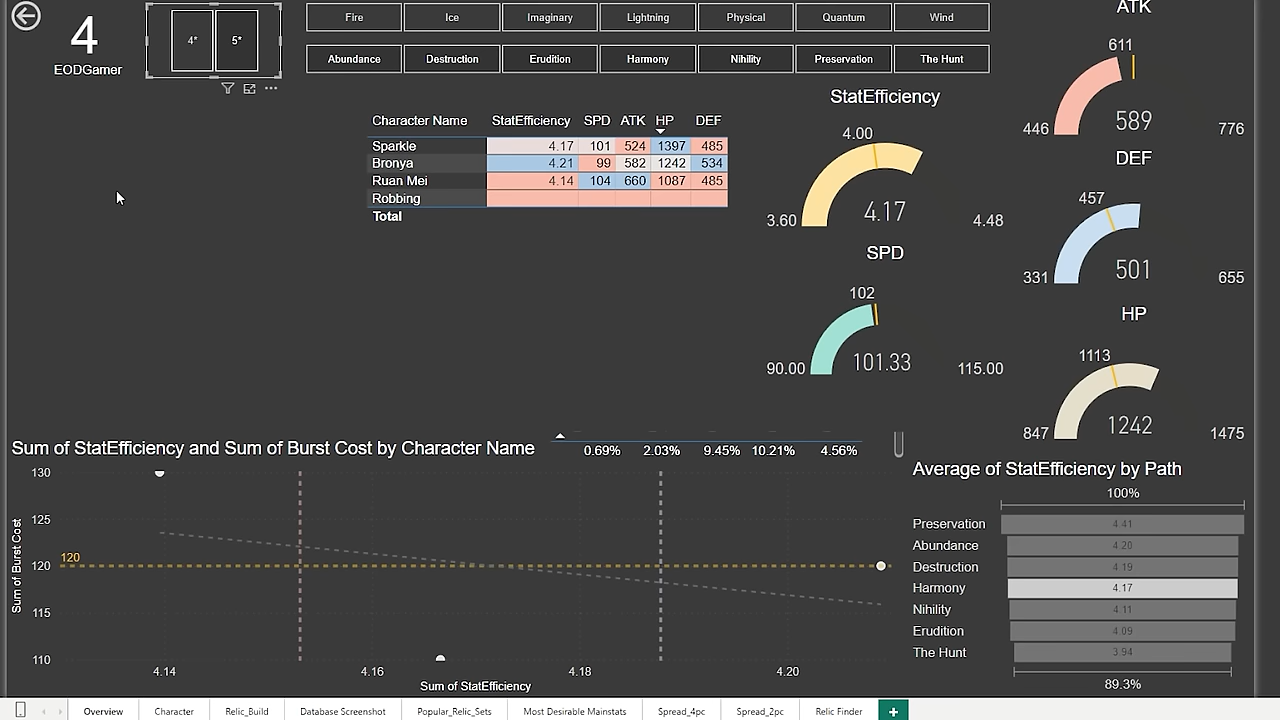 4
EODGamer
4*
5*
Fire
Ice
Imaginary
Lightning
Physical
Quantum
Wind
Abundance
Destruction
Erudition
Harmony
Nihility
Preservation
The Hunt
Character Name StatEfficiency SPD ATK HP DEF
Sparkle 4.17 101 524 1397 485
Bronya 4.21 99 582 1242 534
Ruan Mei 4.14 104 660 1087 485
Robbing
Total
StatEfficiency
4.00
3.60
4.17
4.48
SPD
102
90.00
101.33
115.00
ATK
611
446
589
776
DEF
457
331
501
655
HP
1113
847
1242
1475
Sum of StatEfficiency and Sum of Burst Cost by Character Name
0.69% 2.03% 9.45% 10.21% 4.56%
Sum of Burst Cost
130
125
120
115
110
120
4.14
4.16
4.18
4.20
Sum of StatEfficiency
Average of StatEfficiency by Path
100%
Preservation 4.41
Abundance 4.20
Destruction 4.19
Harmony 4.17
Nihility 4.11
Erudition 4.09
The Hunt 3.94
89.3%
Overview
Character
Relic_Build
Database Screenshot
Popular_Relic_Sets
Most Desirable Mainstats
Spread_4pc
Spread_2pc
Relic Finder
+